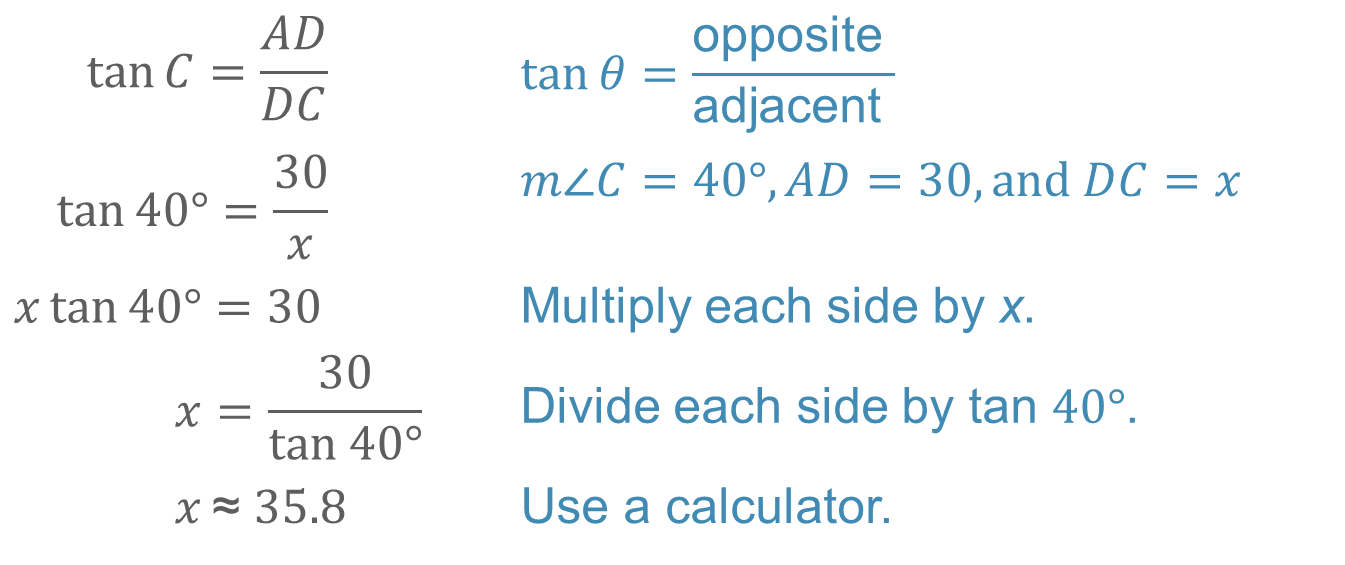 tan C = AD/DC    tan θ = opposite/adjacent
tan 40° = 30/x    m∠C = 40°, AD = 30, and DC = x
x tan 40° = 30    Multiply each side by x.
x = 30/tan 40°    Divide each side by tan 40°.
x ≈ 35.8    Use a calculator.